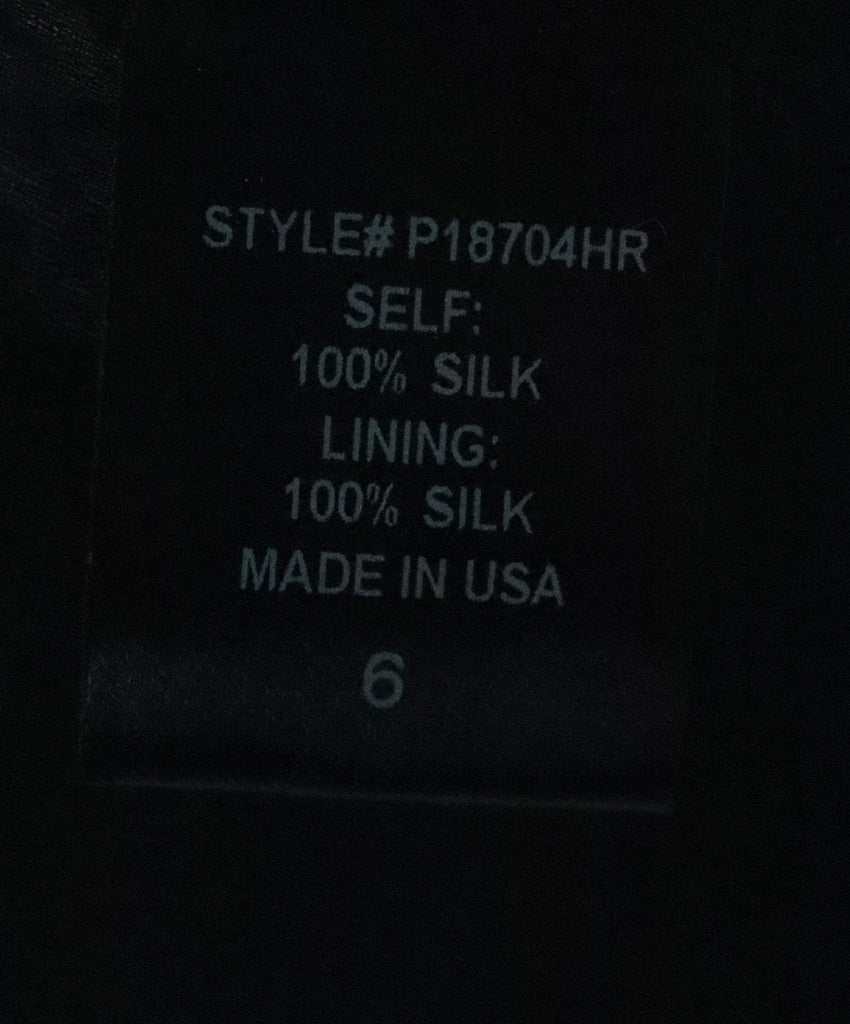 STYLE# P18704HR
SELF:
100% SILK
LINING:
100% SILK
MADE IN USA
6